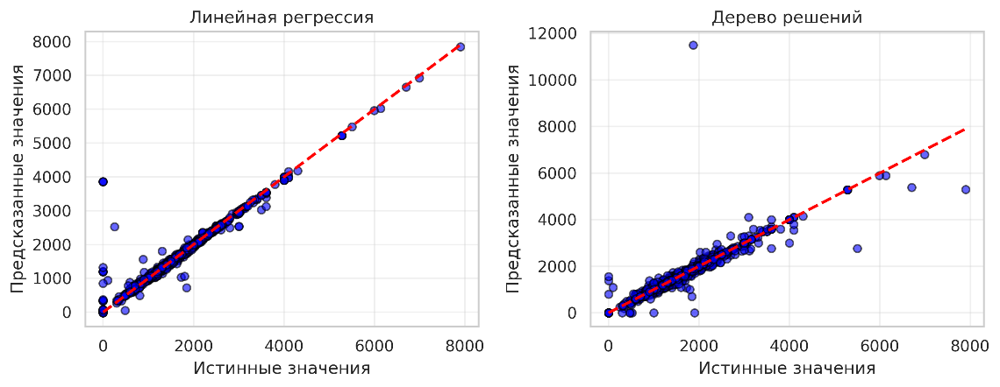 Линейная регрессия
Предсказанные значения
8000
7000
6000
5000
4000
3000
2000
1000
0
0 2000 4000 6000 8000
Истинные значения
Дерево решений
Предсказанные значения
12000
10000
8000
6000
4000
2000
0
0 2000 4000 6000 8000
Истинные значения